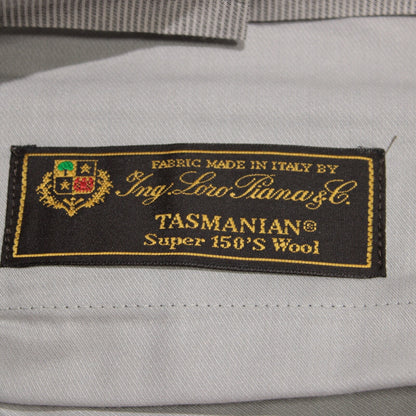 FABRIC MADE IN ITALY BY
Ing. Loro Piana & C.
TASMANIAN®
Super 150'S Wool